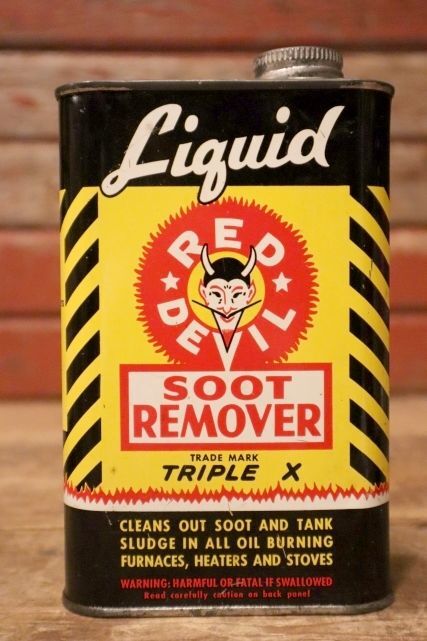 Liquid
RED
DEVIL
SOOT
REMOVER
TRADE MARK
TRIPLE X
CLEANS OUT SOOT AND TANK
SLUDGE IN ALL OIL BURNING
FURNACES, HEATERS AND STOVES
WARNING: HARMFUL OR FATAL IF SWALLOWED
Read carefully caution on back panel